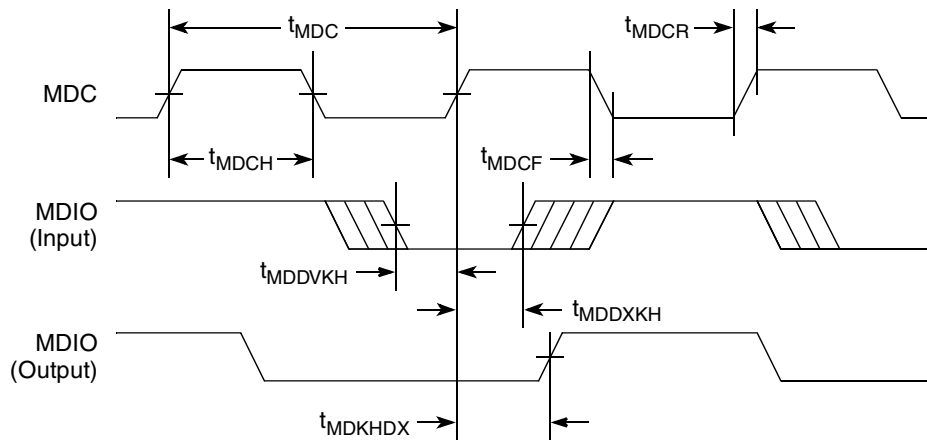 tMDC
tMDCR
MDC
tMDCH
tMDCF
MDIO
(Input)
tMDDVKH
tMDDXKH
MDIO
(Output)
tMDKHDX